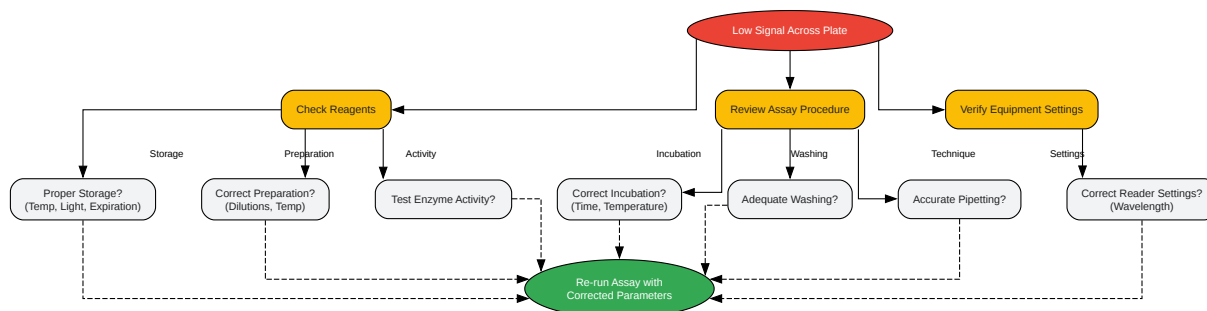 Low Signal Across Plate
Check Reagents
Review Assay Procedure
Verify Equipment Settings
Storage
Preparation
Activity
Incubation
Washing
Technique
Settings
Proper Storage?
(Temp, Light, Expiration)
Correct Preparation?
(Dilutions, Temp)
Test Enzyme Activity?
Correct Incubation?
(Time, Temperature)
Adequate Washing?
Accurate Pipetting?
Correct Reader Settings?
(Wavelength)
Re-run Assay with
Corrected Parameters